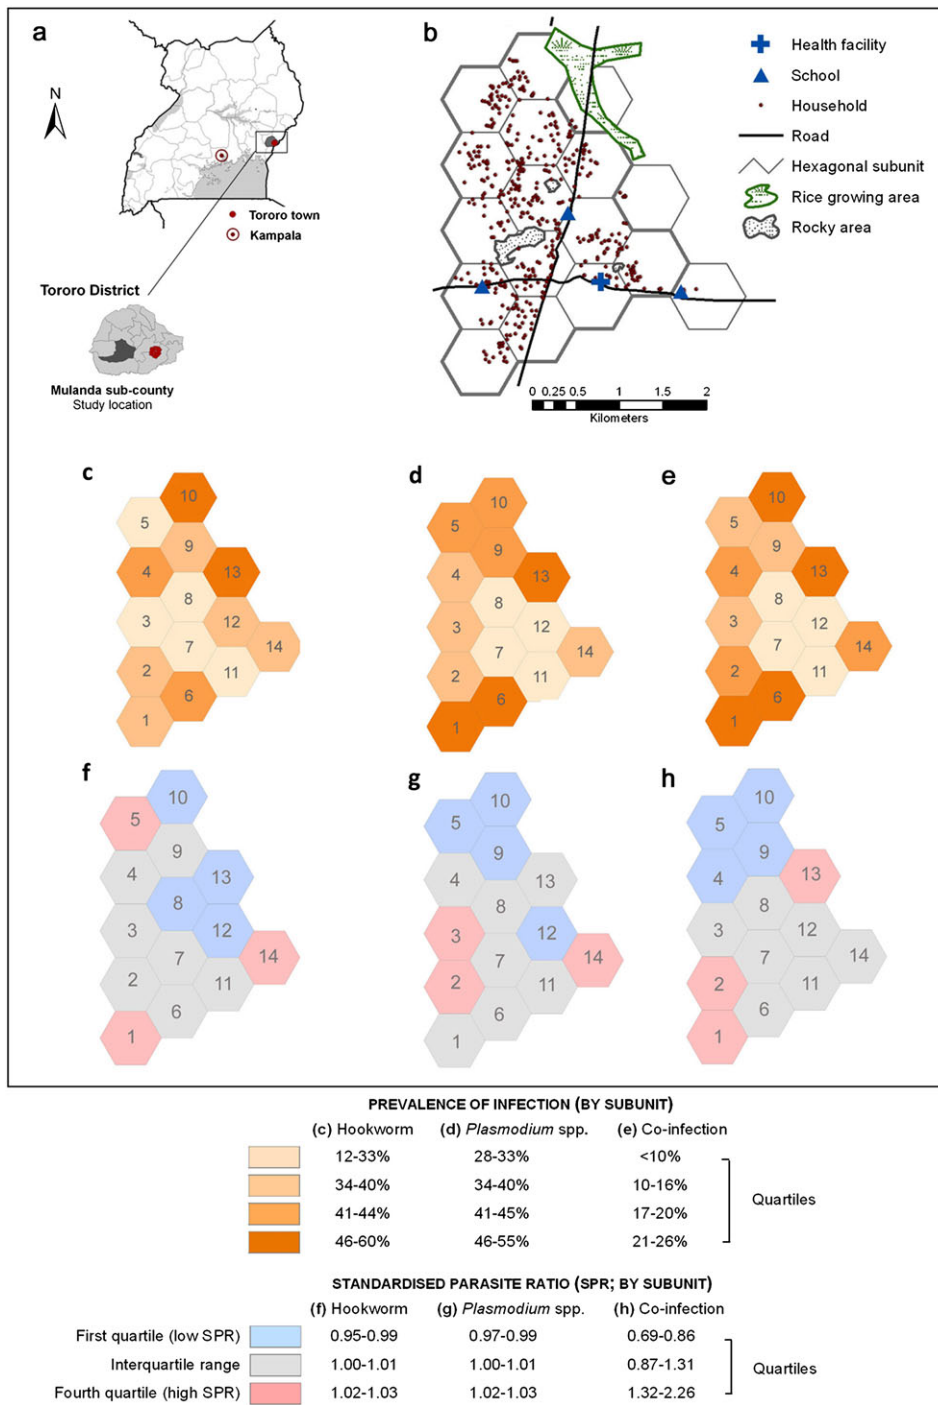 a
N
Tororo town
Kampala
Tororo District
Mulanda sub-county
Study location
b
Health facility
School
Household
Road
Hexagonal subunit
Rice growing area
Rocky area
0 0.25 0.5 1 1.5 2
Kilometers
c
10
5
9
4
13
8
3
12
7
14
2
11
6
1
d
10
5
9
4
13
8
3
12
7
14
2
11
6
1
e
10
5
9
4
13
8
3
12
7
14
2
11
6
1
f
10
5
9
4
13
8
3
12
7
14
2
11
6
1
g
10
5
9
4
13
8
3
12
7
14
2
11
6
1
h
10
5
9
4
13
8
3
12
7
14
2
11
6
1
PREVALENCE OF INFECTION (BY SUBUNIT)
(c) Hookworm (d) Plasmodium spp. (e) Co-infection
12-33% 28-33% <10%
34-40% 34-40% 10-16%
Quartiles
41-44% 41-45% 17-20%
46-60% 46-55% 21-26%
STANDARDISED PARASITE RATIO (SPR; BY SUBUNIT)
(f) Hookworm (g) Plasmodium spp. (h) Co-infection
First quartile (low SPR) 0.95-0.99 0.97-0.99 0.69-0.86
Interquartile range 1.00-1.01 1.00-1.01 0.87-1.31 Quartiles
Fourth quartile (high SPR) 1.02-1.03 1.02-1.03 1.32-2.26